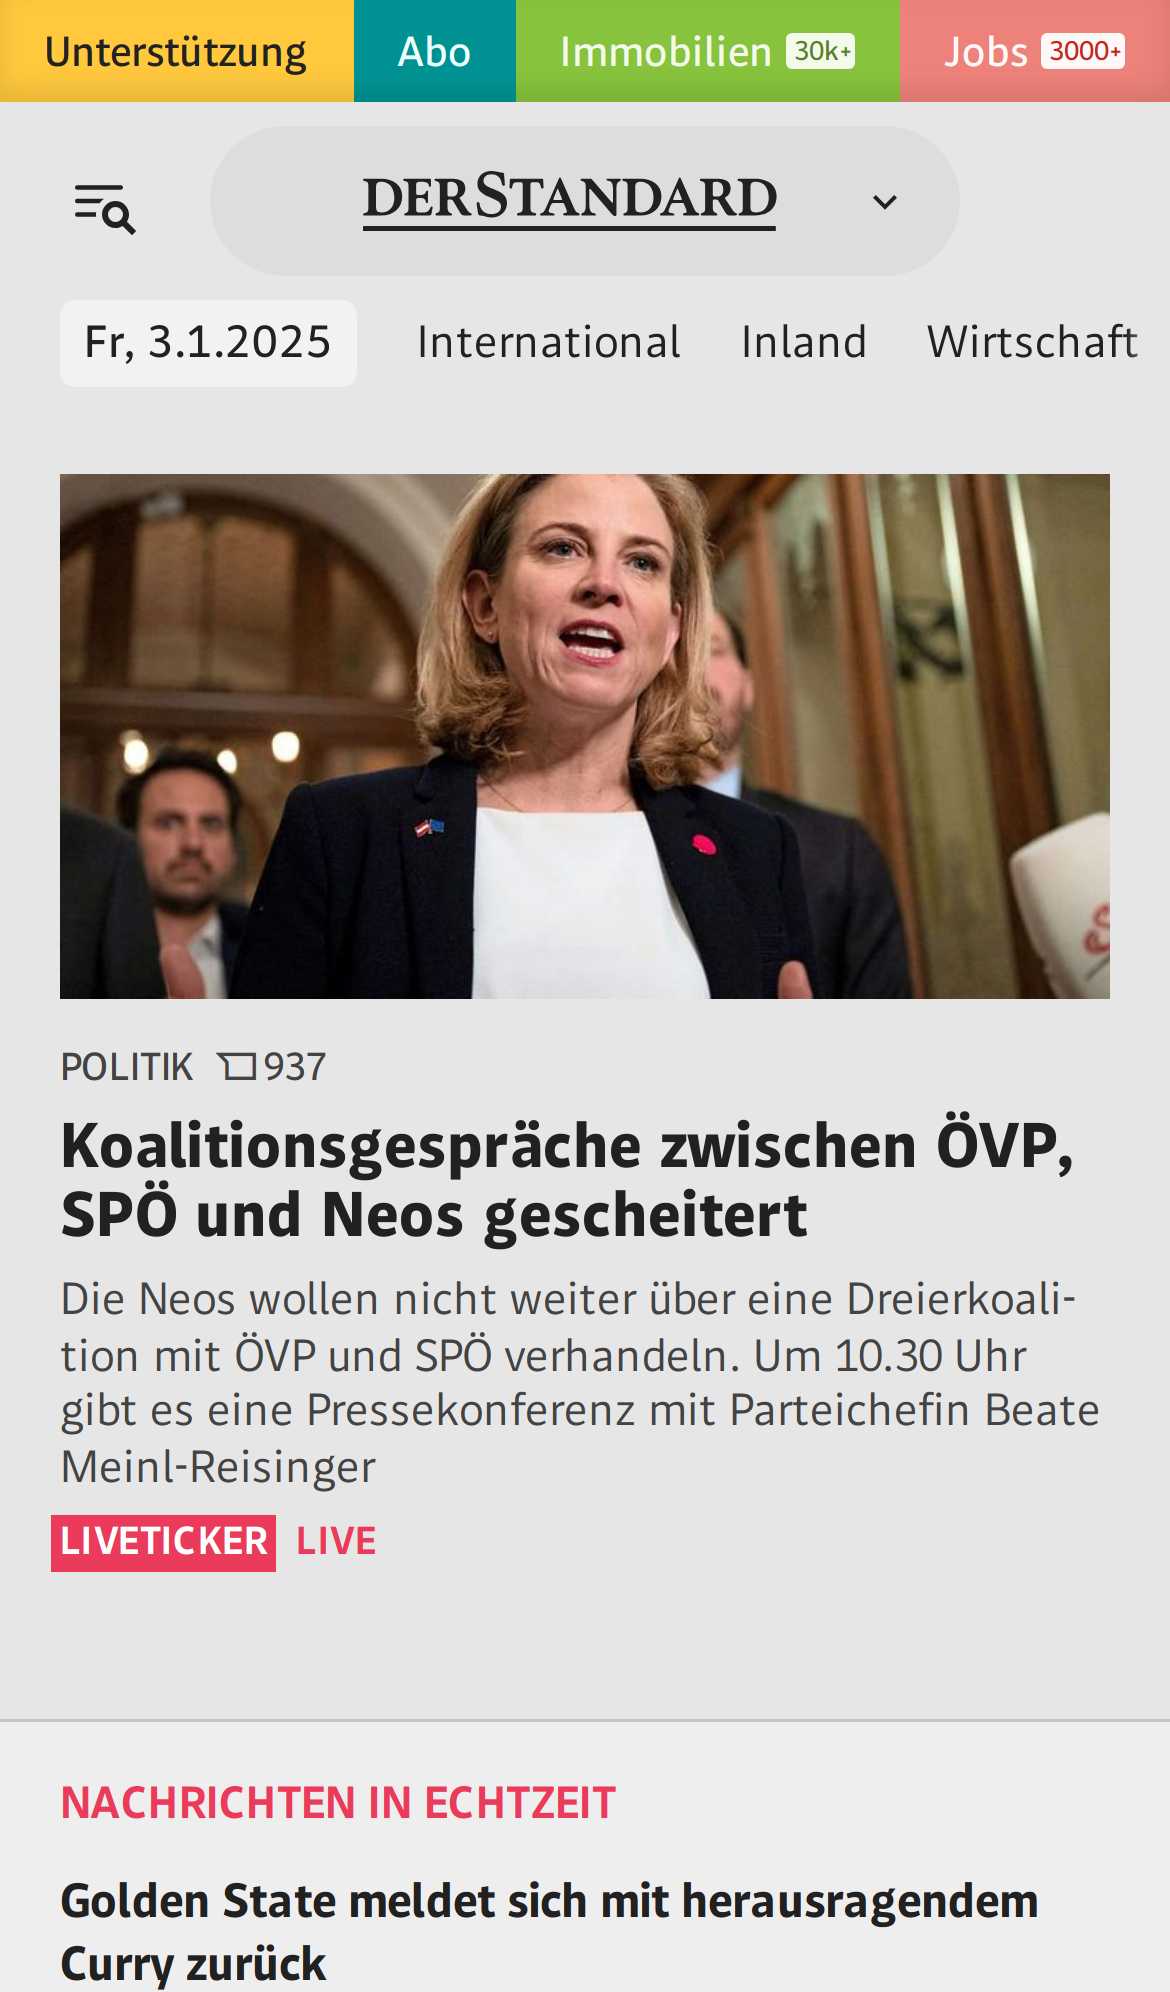 Unterstützung Abo Immobilien 30k+ Jobs 3000+
DERSTANDARD
Fr, 3.1.2025 International Inland Wirtschaft
POLITIK 937
Koalitionsgespräche zwischen ÖVP,
SPÖ und Neos gescheitert
Die Neos wollen nicht weiter über eine Dreierkoali-
tion mit ÖVP und SPÖ verhandeln. Um 10.30 Uhr
gibt es eine Pressekonferenz mit Parteichefin Beate
Meinl-Reisinger
LIVETICKER LIVE
NACHRICHTEN IN ECHTZEIT
Golden State meldet sich mit herausragendem
Curry zurück